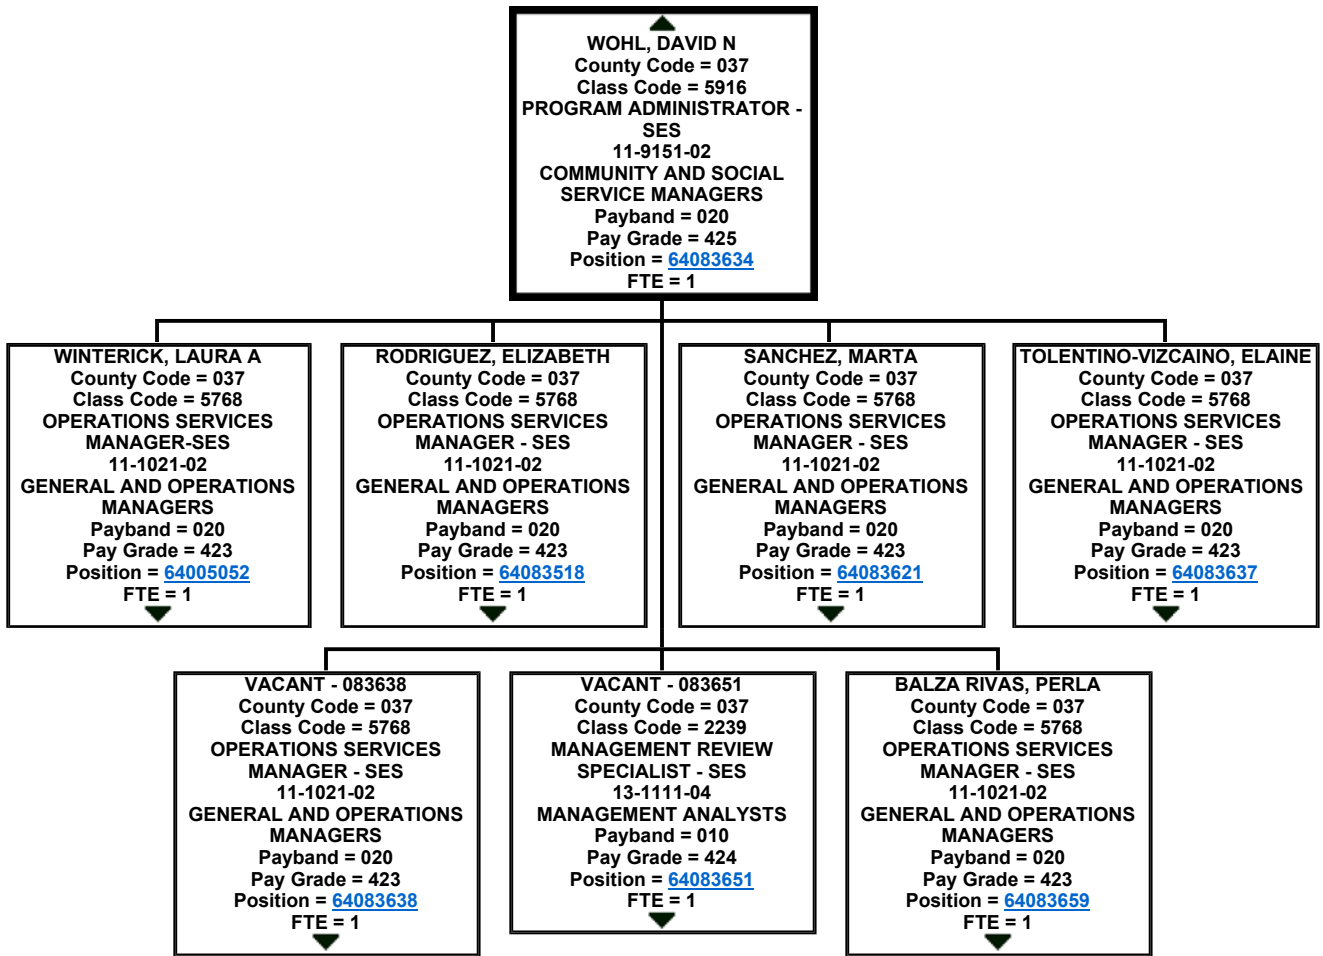 WOHL, DAVID N
County Code = 037
Class Code = 5916
PROGRAM ADMINISTRATOR -
SES
11-9151-02
COMMUNITY AND SOCIAL
SERVICE MANAGERS
Payband = 020
Pay Grade = 425
Position = 64083634
FTE = 1
WINTERICK, LAURA A
County Code = 037
Class Code = 5768
OPERATIONS SERVICES
MANAGER-SES
11-1021-02
GENERAL AND OPERATIONS
MANAGERS
Payband = 020
Pay Grade = 423
Position = 64005052
FTE = 1
RODRIGUEZ, ELIZABETH
County Code = 037
Class Code = 5768
OPERATIONS SERVICES
MANAGER - SES
11-1021-02
GENERAL AND OPERATIONS
MANAGERS
Payband = 020
Pay Grade = 423
Position = 64083518
FTE = 1
SANCHEZ, MARTA
County Code = 037
Class Code = 5768
OPERATIONS SERVICES
MANAGER - SES
11-1021-02
GENERAL AND OPERATIONS
MANAGERS
Payband = 020
Pay Grade = 423
Position = 64083621
FTE = 1
TOLENTINO-VIZCAINO, ELAINE
County Code = 037
Class Code = 5768
OPERATIONS SERVICES
MANAGER - SES
11-1021-02
GENERAL AND OPERATIONS
MANAGERS
Payband = 020
Pay Grade = 423
Position = 64083637
FTE = 1
VACANT - 083638
County Code = 037
Class Code = 5768
OPERATIONS SERVICES
MANAGER - SES
11-1021-02
GENERAL AND OPERATIONS
MANAGERS
Payband = 020
Pay Grade = 423
Position = 64083638
FTE = 1
VACANT - 083651
County Code = 037
Class Code = 2239
MANAGEMENT REVIEW
SPECIALIST - SES
13-1111-04
MANAGEMENT ANALYSTS
Payband = 010
Pay Grade = 424
Position = 64083651
FTE = 1
BALZA RIVAS, PERLA
County Code = 037
Class Code = 5768
OPERATIONS SERVICES
MANAGER - SES
11-1021-02
GENERAL AND OPERATIONS
MANAGERS
Payband = 020
Pay Grade = 423
Position = 64083659
FTE = 1